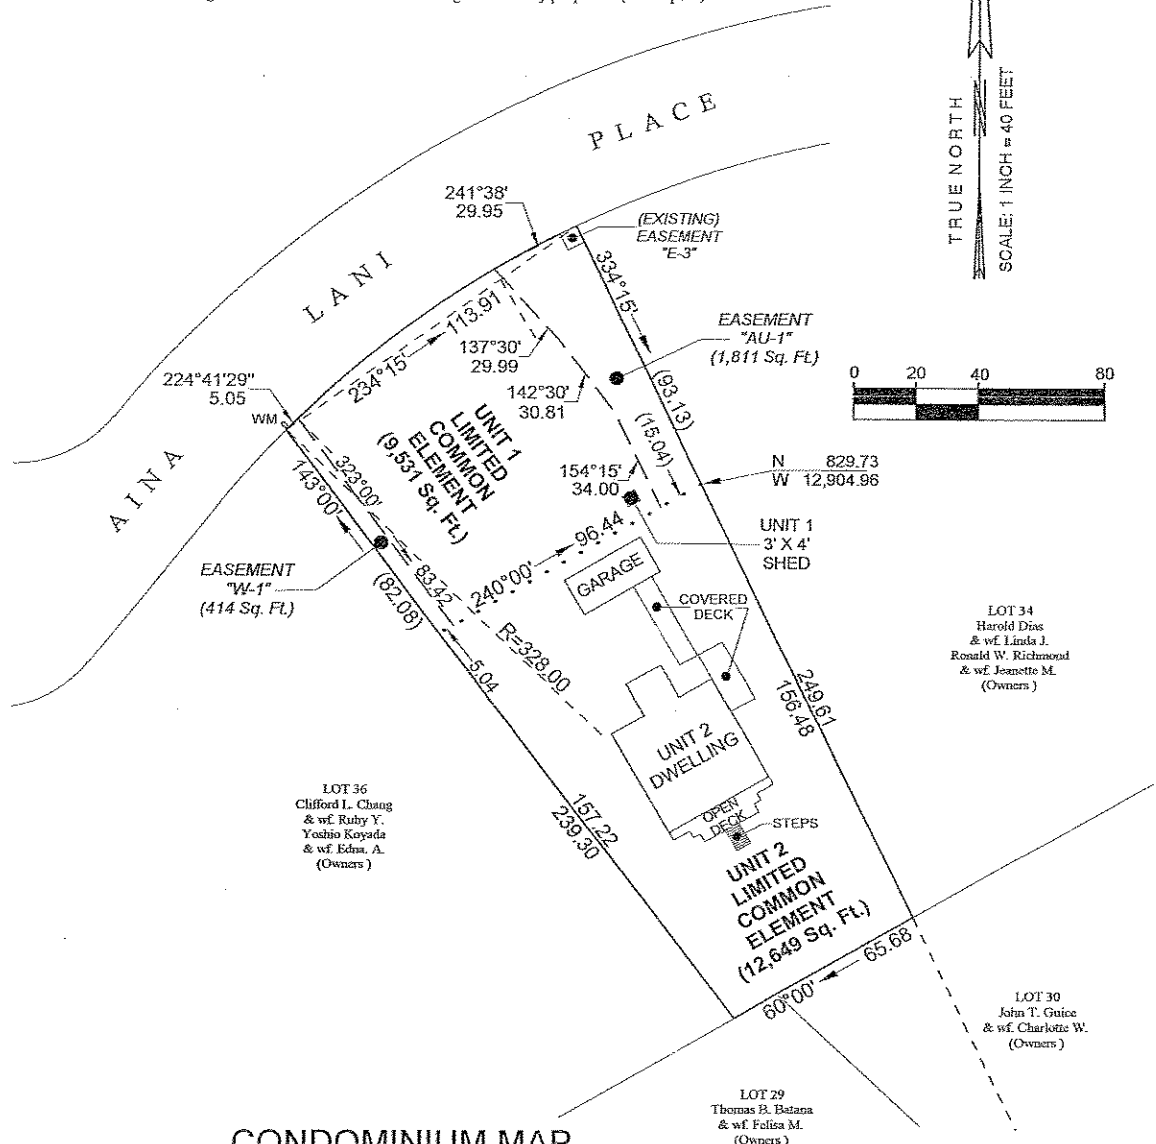 PLACE
LANI
AINA
TRUE NORTH
SCALE: 1 INCH = 40 FEET
241°38'
29.95
(EXISTING)
EASEMENT
"E-3"
334°15'
(93.13)
234°15' 113.91
137°30'
29.99
142°30'
30.81
EASEMENT
"AU-1"
(1,811 Sq. Ft.)
0 20 40 80
224°41'29"
5.05
WM
UNIT 1
LIMITED
COMMON
ELEMENT
(9,531 Sq. Ft.)
(15.04)
154°15'
34.00
N 829.73
W 12,904.96
143°00'
(82.08)
323°00'
83.42
240°00' 96.44
UNIT 1
3' X 4'
SHED
EASEMENT
"W-1"
(414 Sq. Ft.)
GARAGE
COVERED
DECK
R=328.00
5.04
LOT 34
Harold Dias
& wf. Linda J.
Ronald W. Richmond
& wf. Jeanette M.
(Owners )
249.61
156.48
UNIT 2
DWELLING
OPEN
DECK
STEPS
LOT 36
Clifford L. Chang
& wf. Ruby Y.
Yoshio Koyada
& wf. Edna. A.
(Owners )
157.22
239.30
UNIT 2
LIMITED
COMMON
ELEMENT
(12,649 Sq. Ft.)
60°00' 65.68
LOT 30
John T. Guice
& wf. Charlotte W.
(Owners )
LOT 29
Thomas B. Batana
& wf. Felisa M.
(Owners )
CONDOMINIUM MAP